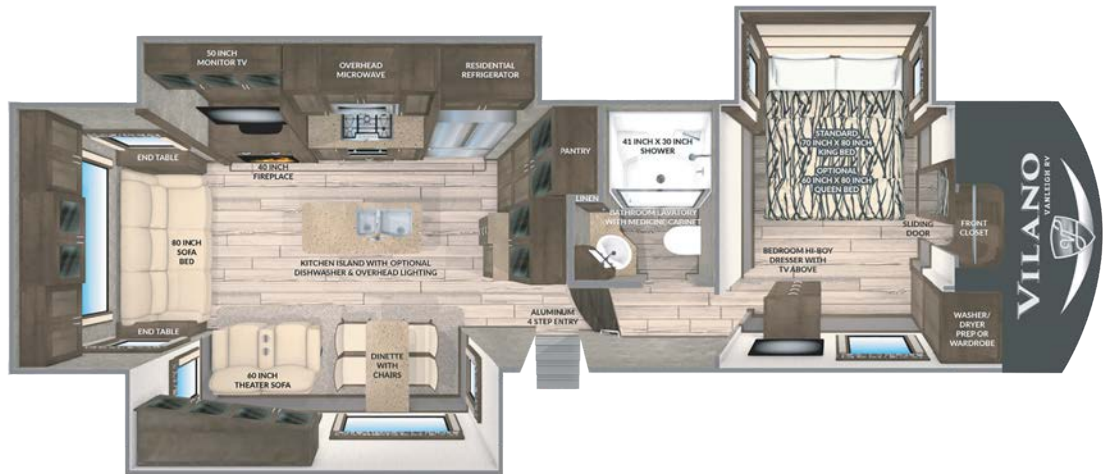 50 INCH
MONITOR TV
OVERHEAD
MICROWAVE
RESIDENTIAL
REFRIGERATOR
END TABLE
40 INCH
FIREPLACE
PANTRY
41 INCH X 30 INCH
SHOWER
LINEN
BATHROOM LAVATORY
WITH MEDICINE CABINET
STANDARD
70 INCH X 80 INCH
KING BED
OPTIONAL
60 INCH X 80 INCH
QUEEN BED
SLIDING
DOOR
FRONT
CLOSET
VILANO
VANLEIGH RV
80 INCH
SOFA
BED
KITCHEN ISLAND WITH OPTIONAL
DISHWASHER & OVERHEAD LIGHTING
BEDROOM HI-BOY
DRESSER WITH
TV ABOVE
END TABLE
60 INCH
THEATER SOFA
DINETTE
WITH
CHAIRS
ALUMINUM
4 STEP ENTRY
WASHER/
DRYER
PREP OR
WARDROBE